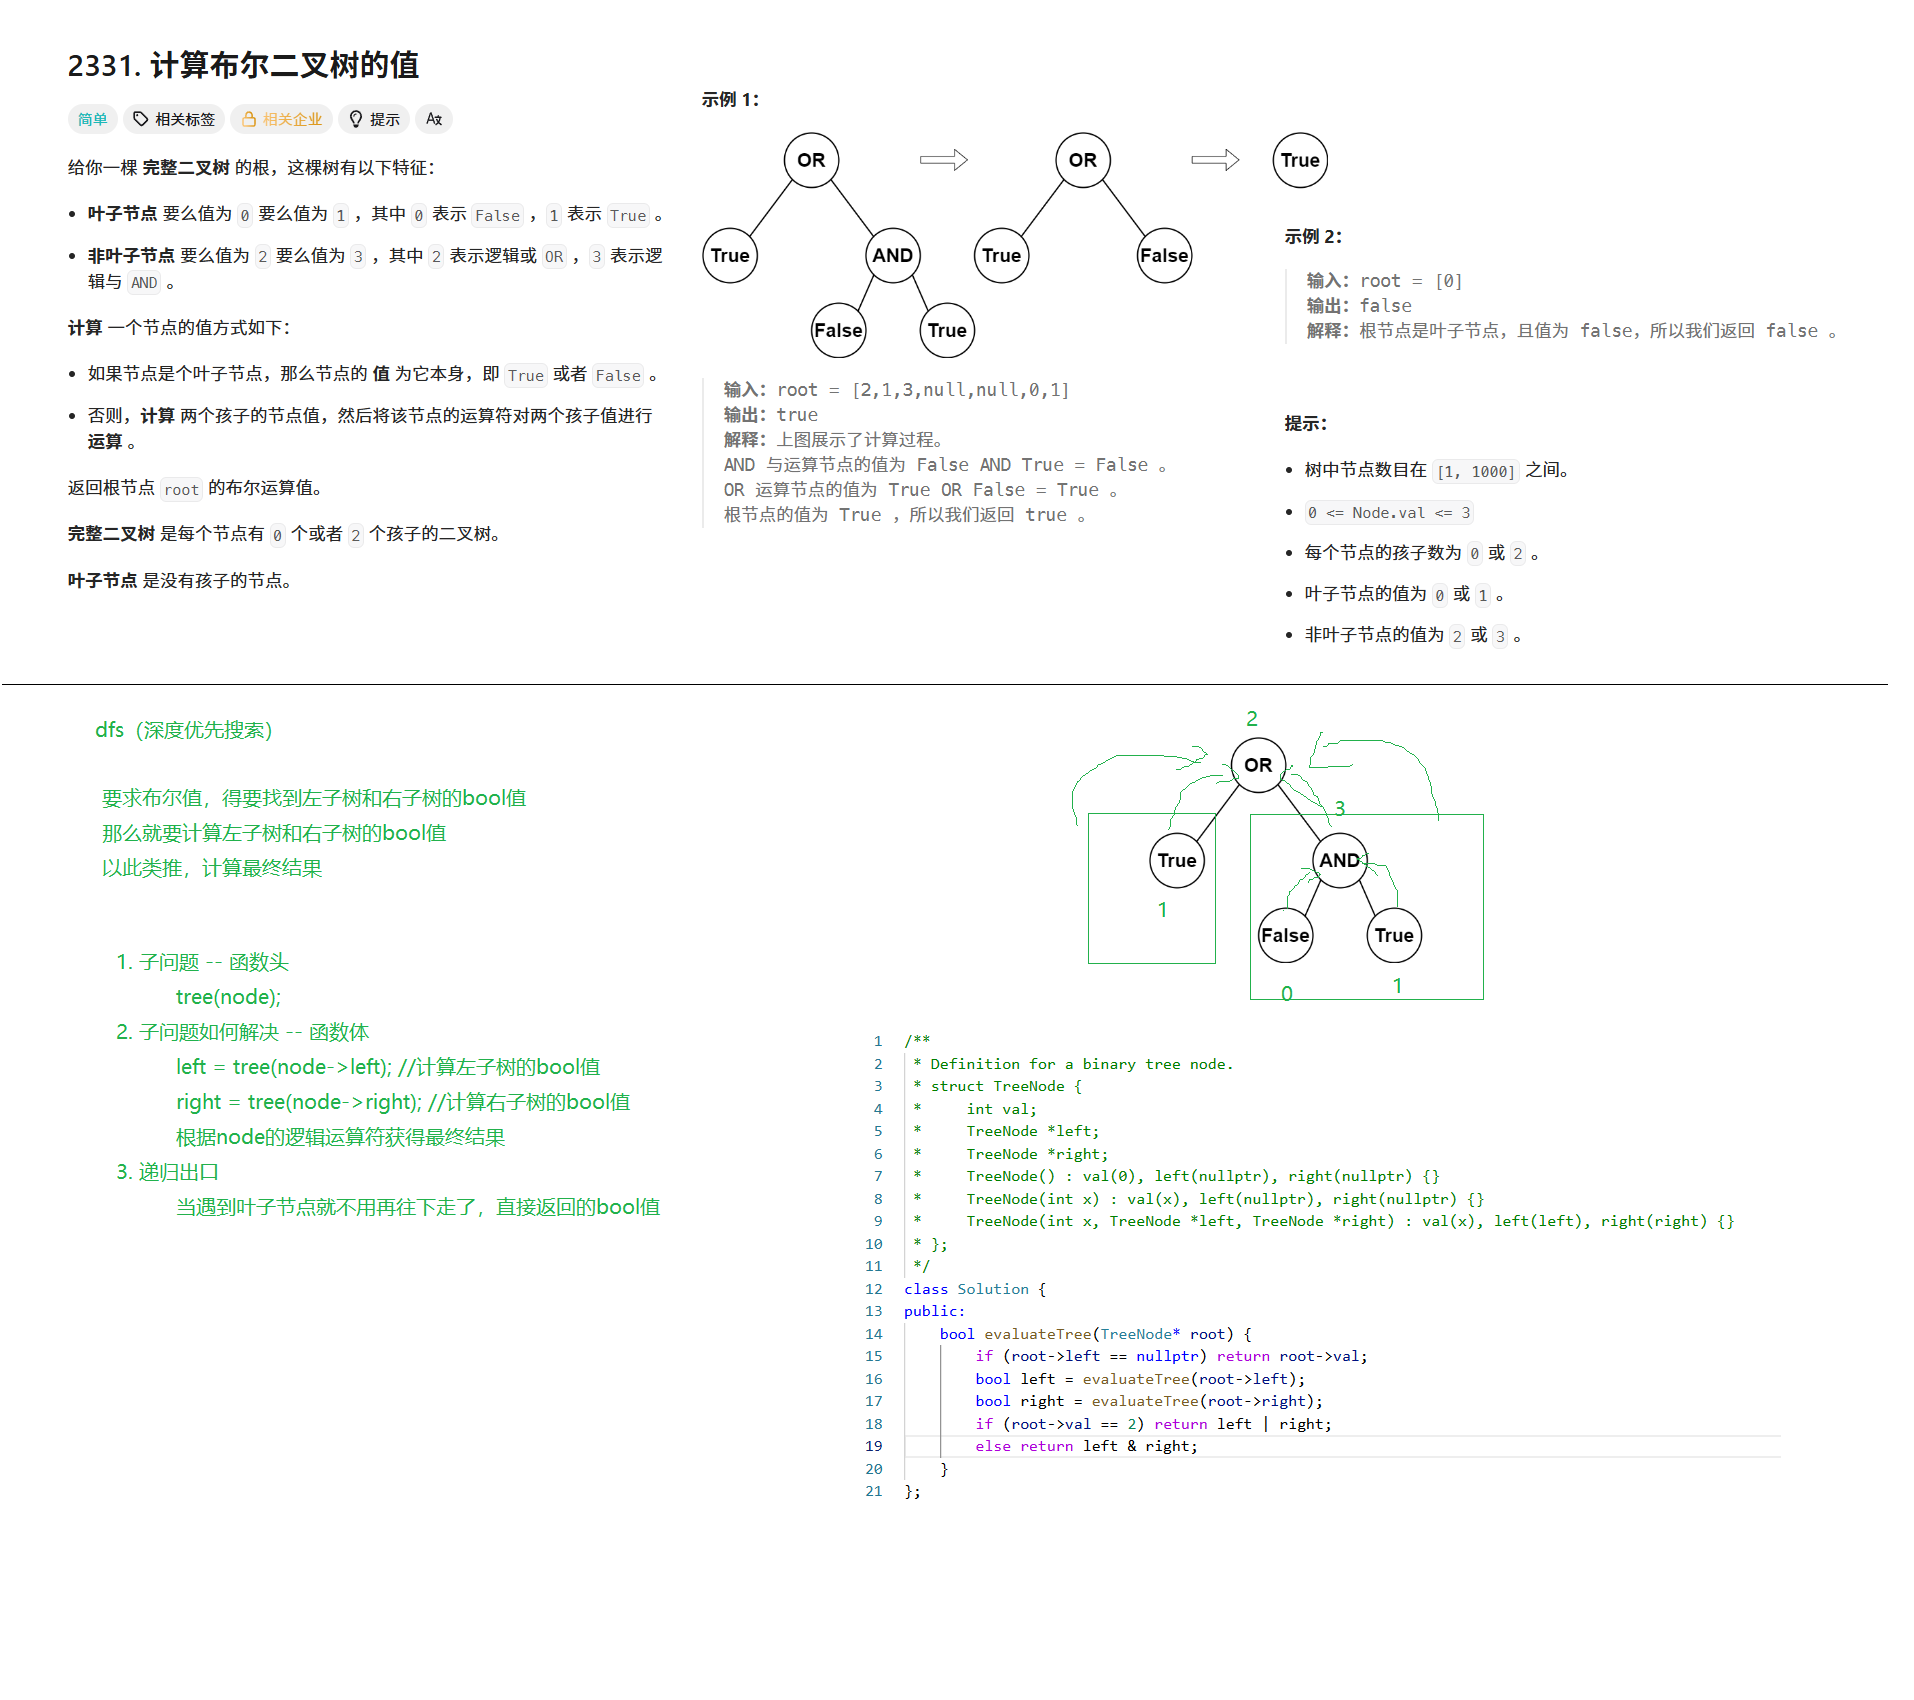 2331. 计算布尔二叉树的值
简单 相关标签 相关企业 提示 Aあ
给你一棵 完整二叉树 的根，这棵树有以下特征：
• 叶子节点 要么值为 0 要么值为 1 ，其中 0 表示 False ，1 表示 True 。
• 非叶子节点 要么值为 2 要么值为 3 ，其中 2 表示逻辑或 OR ，3 表示逻
辑与 AND 。
计算 一个节点的值方式如下：
• 如果节点是个叶子节点，那么节点的 值 为它本身，即 True 或者 False 。
• 否则，计算 两个孩子的节点值，然后将该节点的运算符对两个孩子值进行
运算 。
返回根节点 root 的布尔运算值。
完整二叉树 是每个节点有 0 个或者 2 个孩子的二叉树。
叶子节点 是没有孩子的节点。
示例 1：
OR OR True
True AND True False
False True
输入：root = [2,1,3,null,null,0,1]
输出：true
解释：上图展示了计算过程。
AND 与运算节点的值为 False AND True = False 。
OR 运算节点的值为 True OR False = True 。
根节点的值为 True ，所以我们返回 true 。
示例 2：
输入：root = [0]
输出：false
解释：根节点是叶子节点，且值为 false，所以我们返回 false 。
提示：
• 树中节点数目在 [1, 1000] 之间。
• 0 <= Node.val <= 3
• 每个节点的孩子数为 0 或 2 。
• 叶子节点的值为 0 或 1 。
• 非叶子节点的值为 2 或 3 。
dfs（深度优先搜索）
要求布尔值，得要找到左子树和右子树的bool值
那么就要计算左子树和右子树的bool值
以此类推，计算最终结果
1. 子问题 -- 函数头
tree(node);
2. 子问题如何解决 -- 函数体
left = tree(node->left); //计算左子树的bool值
right = tree(node->right); //计算右子树的bool值
根据node的逻辑运算符获得最终结果
3. 递归出口
当遇到叶子节点就不用再往下走了，直接返回的bool值
2
OR
3
True AND
1
False True
0 1
1 /**
2 * Definition for a binary tree node.
3 * struct TreeNode {
4 *     int val;
5 *     TreeNode *left;
6 *     TreeNode *right;
7 *     TreeNode() : val(0), left(nullptr), right(nullptr) {}
8 *     TreeNode(int x) : val(x), left(nullptr), right(nullptr) {}
9 *     TreeNode(int x, TreeNode *left, TreeNode *right) : val(x), left(left), right(right) {}
10 * };
11 */
12 class Solution {
13 public:
14     bool evaluateTree(TreeNode* root) {
15         if (root->left == nullptr) return root->val;
16         bool left = evaluateTree(root->left);
17         bool right = evaluateTree(root->right);
18         if (root->val == 2) return left | right;
19         else return left & right;
20     }
21 };